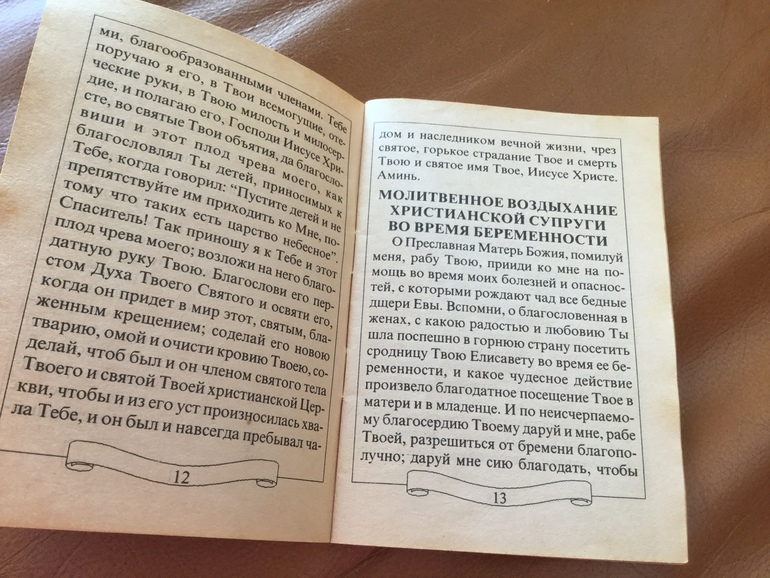 ми, благообразованными членами. Тебе
поручаю я его, в Твои всемогущие, оте-
ческие руки, в Твою милость и милосер-
дие, и полагаю его, Господи Иисусе Хри-
сте, во святые Твои объятия, да благосло-
виши и этот плод чрева моего, как
благословлял Ты детей, приносимых к
Тебе, когда говорил: “Пустите детей и не
препятствуйте им приходить ко Мне, по-
тому что таких есть царство небесное”.
Спаситель! Так приношу я к Тебе и этот
плод чрева моего; возложи на него благо-
датную руку Твою. Благослови его пер-
стом Духа Твоего Святого и освяти его,
когда он придет в мир этот, святым, бла-
женным крещением; соделай его новою
тварию, омой и очисти кровию Твоею, со-
делай, чтоб был и он членом святого тела
Твоего и святой Твоей христианской Цер-
кви, чтобы и из его уст произносилась хва-
ла Тебе, и он был и навсегда пребывал ча-
12
дом и наследником вечной жизни, чрез
святое, горькое страдание Твое и смерть
Твою и святое имя Твое, Иисусе Христе.
Аминь.
МОЛИТВЕННОЕ ВОЗДЫХАНИЕ
ХРИСТИАНСКОЙ СУПРУГИ
ВО ВРЕМЯ БЕРЕМЕННОСТИ
О Преславная Матерь Божия, помилуй
меня, рабу Твою, прииди ко мне на по-
мощь во время моих болезней и опаснос-
тей, с которыми рождают чад все бедные
дщери Евы. Вспомни, о благословенная в
женах, с какою радостью и любовию Ты
шла поспешно в горнюю страну посетить
сродницу Твою Елисавету во время ее бе-
ременности, и какое чудесное действие
произвело благодатное посещение Твое в
матери и в младенце. И по неисчерпаемо-
му благосердию Твоему даруй и мне, рабе
Твоей, разрешиться от бремени благопо-
лучно; даруй мне сию благодать, чтобы
13